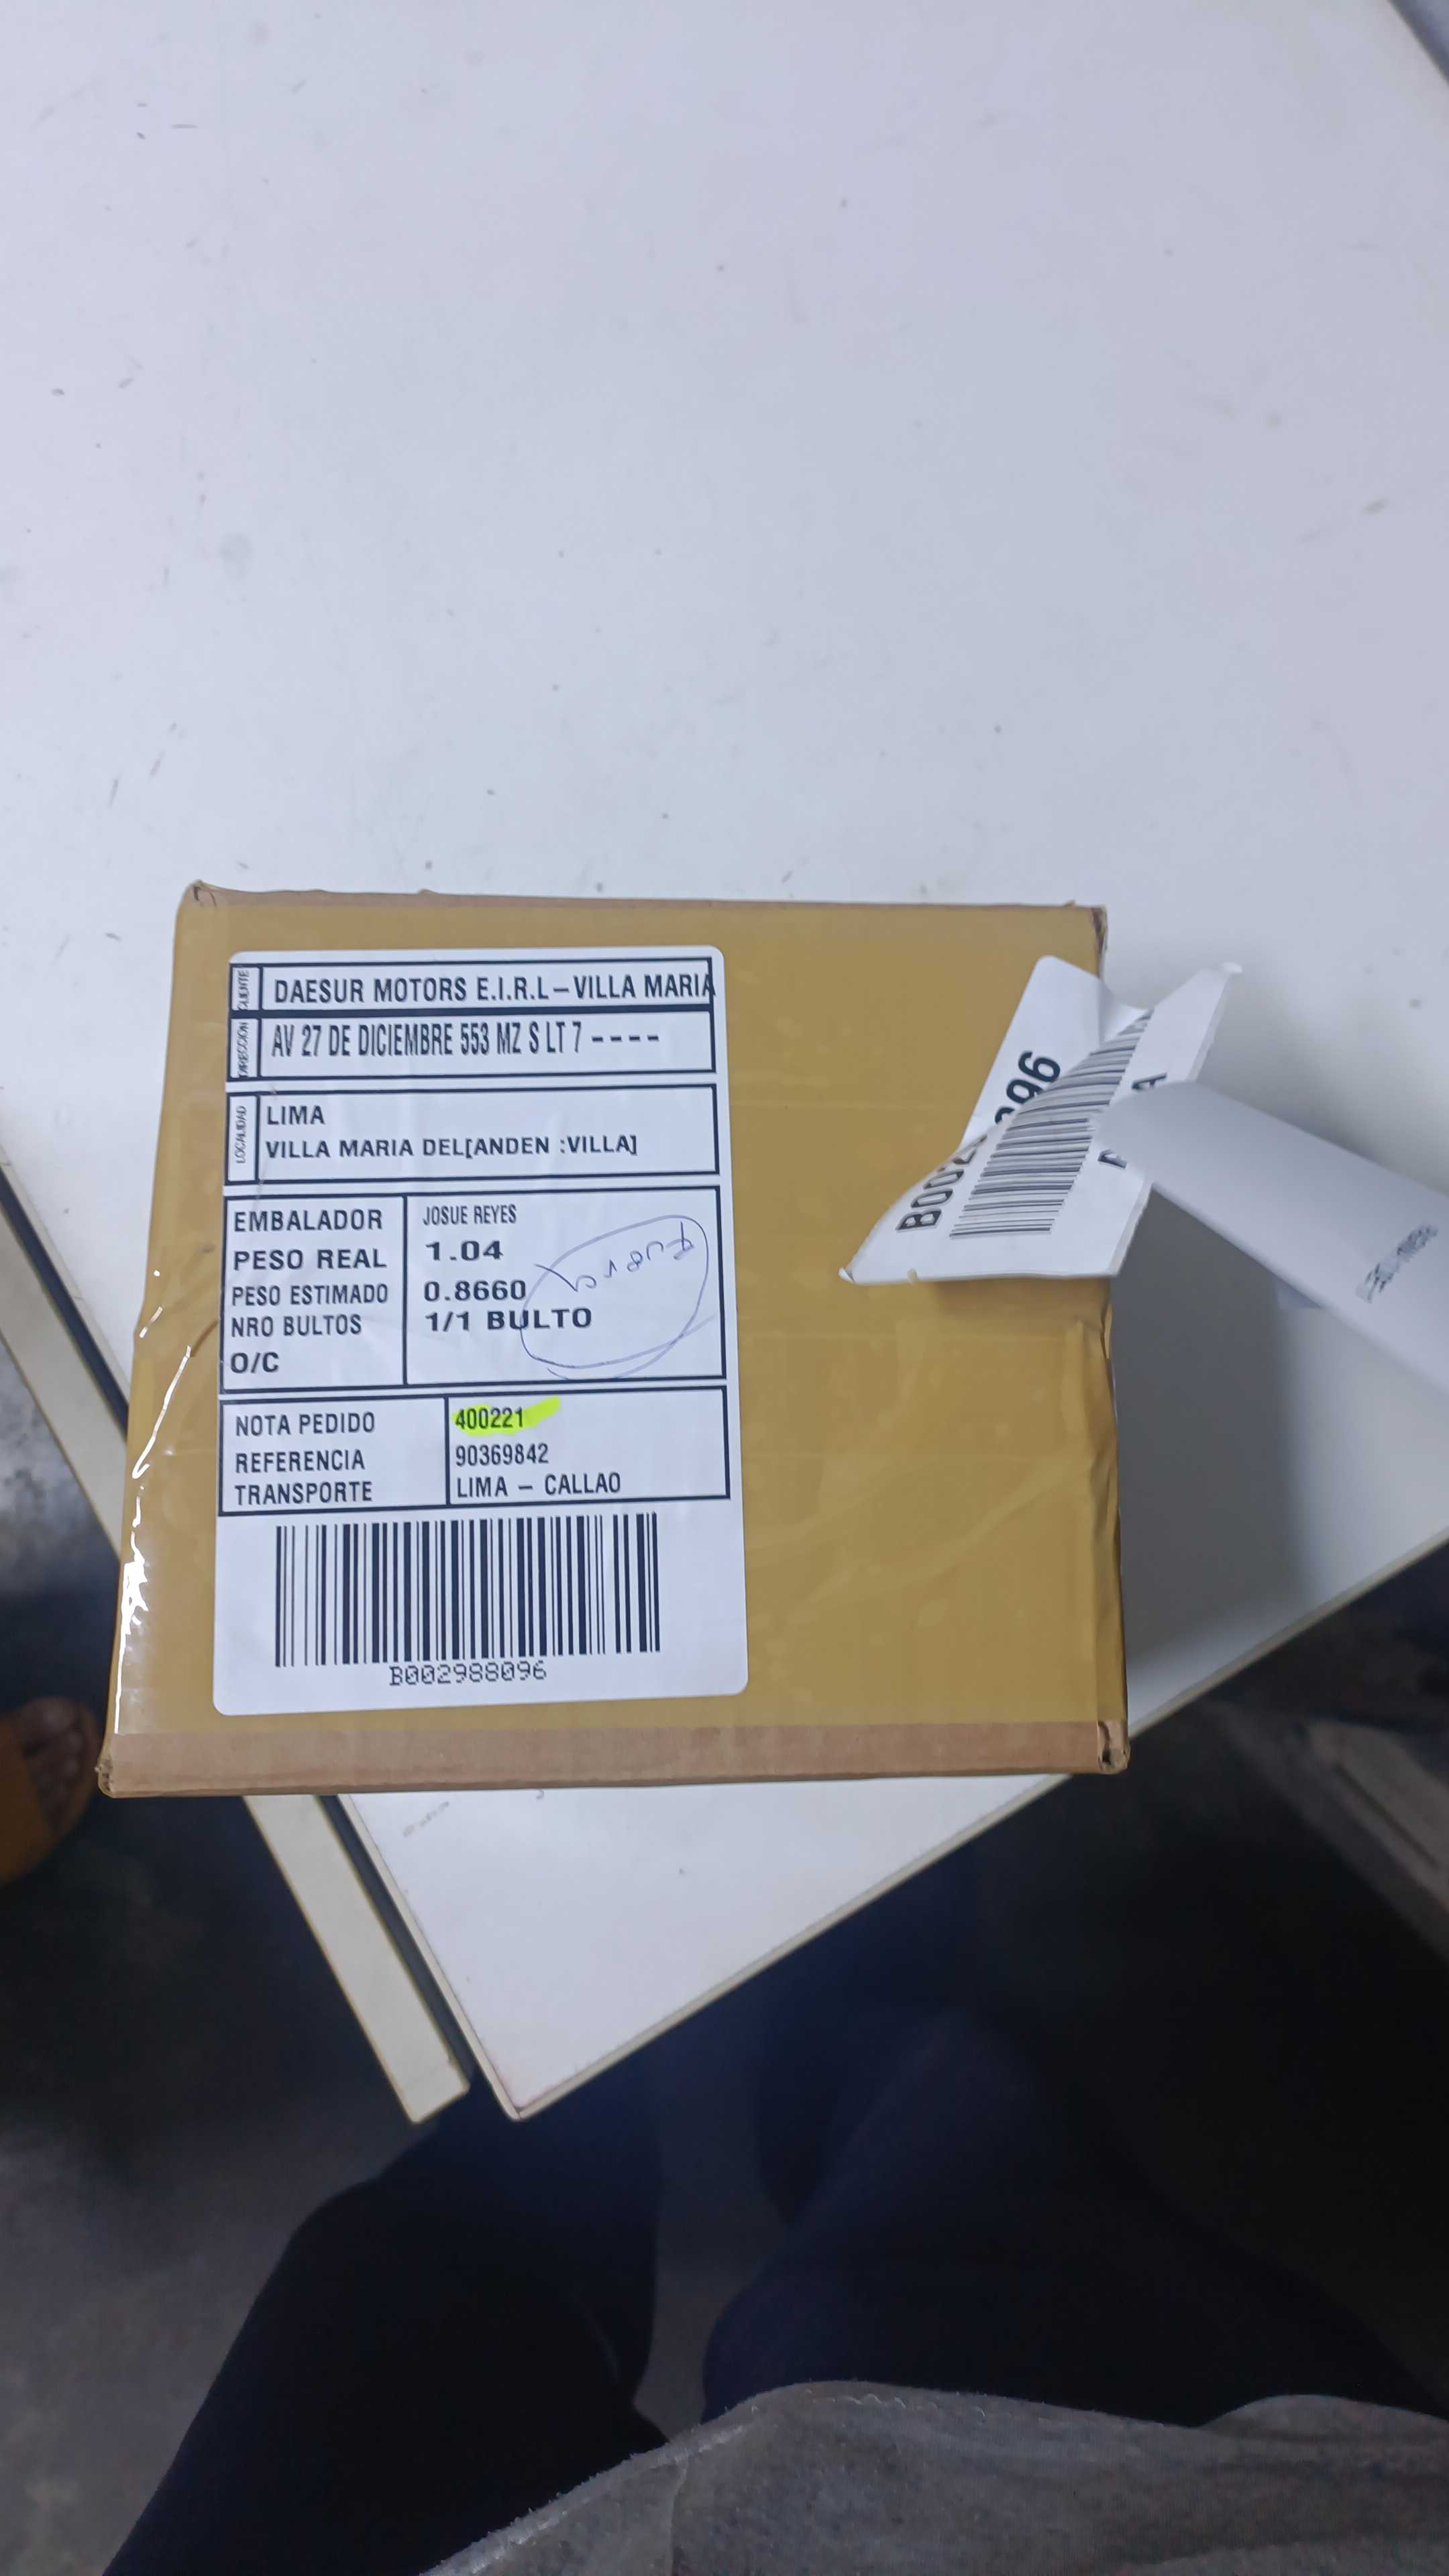 CLIENTE DAESUR MOTORS E.I.R.L-VILLA MARIA
DIRECCIÓN AV 27 DE DICIEMBRE 553 MZ S LT 7 ----
LOCALIDAD LIMA
VILLA MARIA DEL[ANDEN :VILLA]
EMBALADOR JOSUE REYES
PESO REAL 1.04
PESO ESTIMADO 0.8660
NRO BULTOS 1/1 BULTO
O/C
NOTA PEDIDO 400221
REFERENCIA 90369842
TRANSPORTE LIMA - CALLAO
B002988096